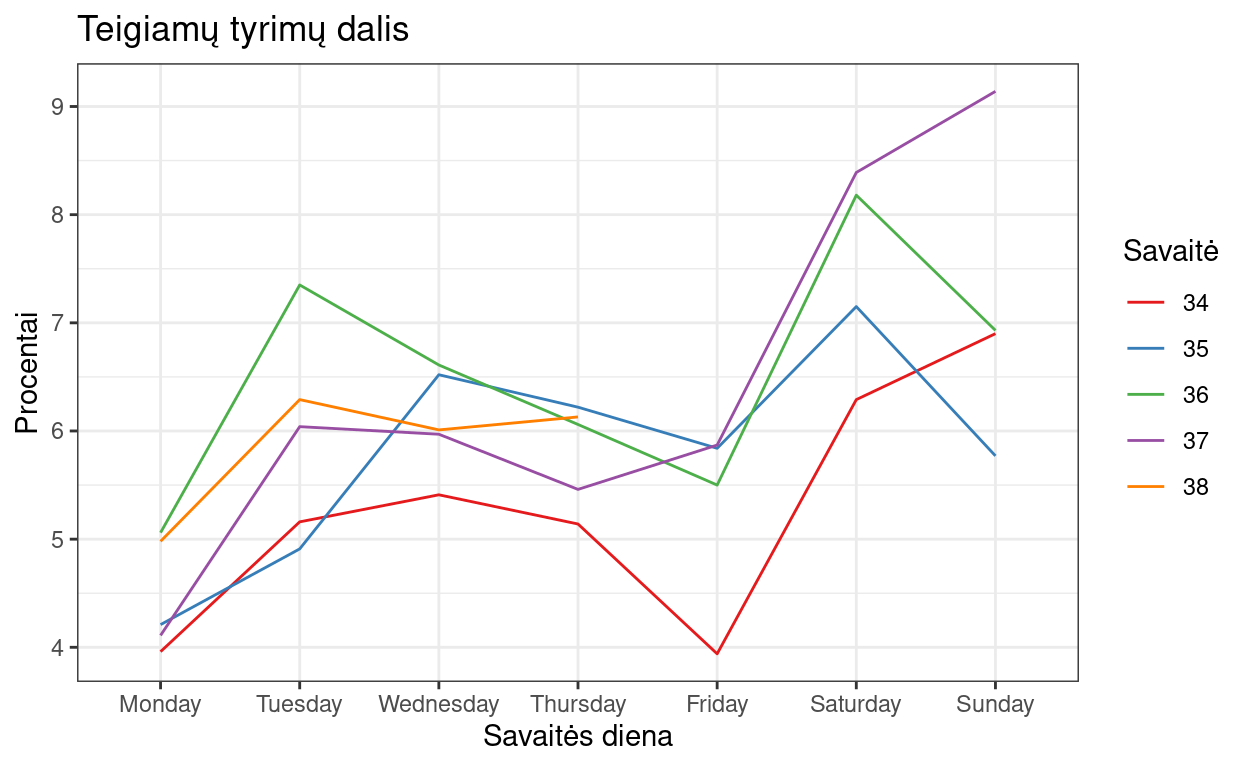 Teigiamų tyrimų dalis
Procentai
9
8
7
6
5
4
Monday Tuesday Wednesday Thursday Friday Saturday Sunday
Savaitės diena
Savaitė
34
35
36
37
38